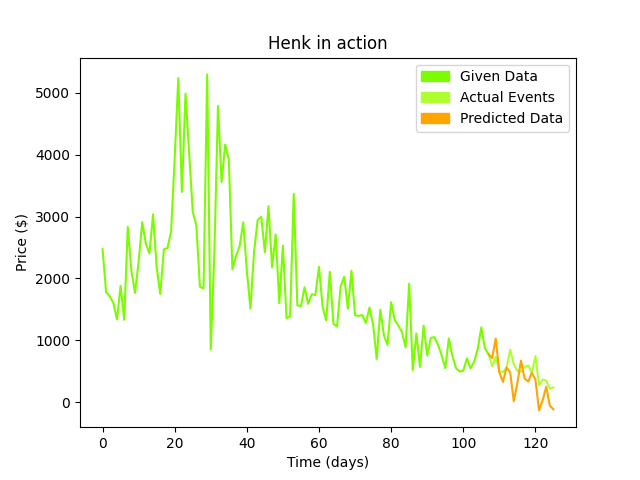 Henk in action
Given Data
Actual Events
Predicted Data
Price ($)
5000
4000
3000
2000
1000
0
0 20 40 60 80 100 120
Time (days)